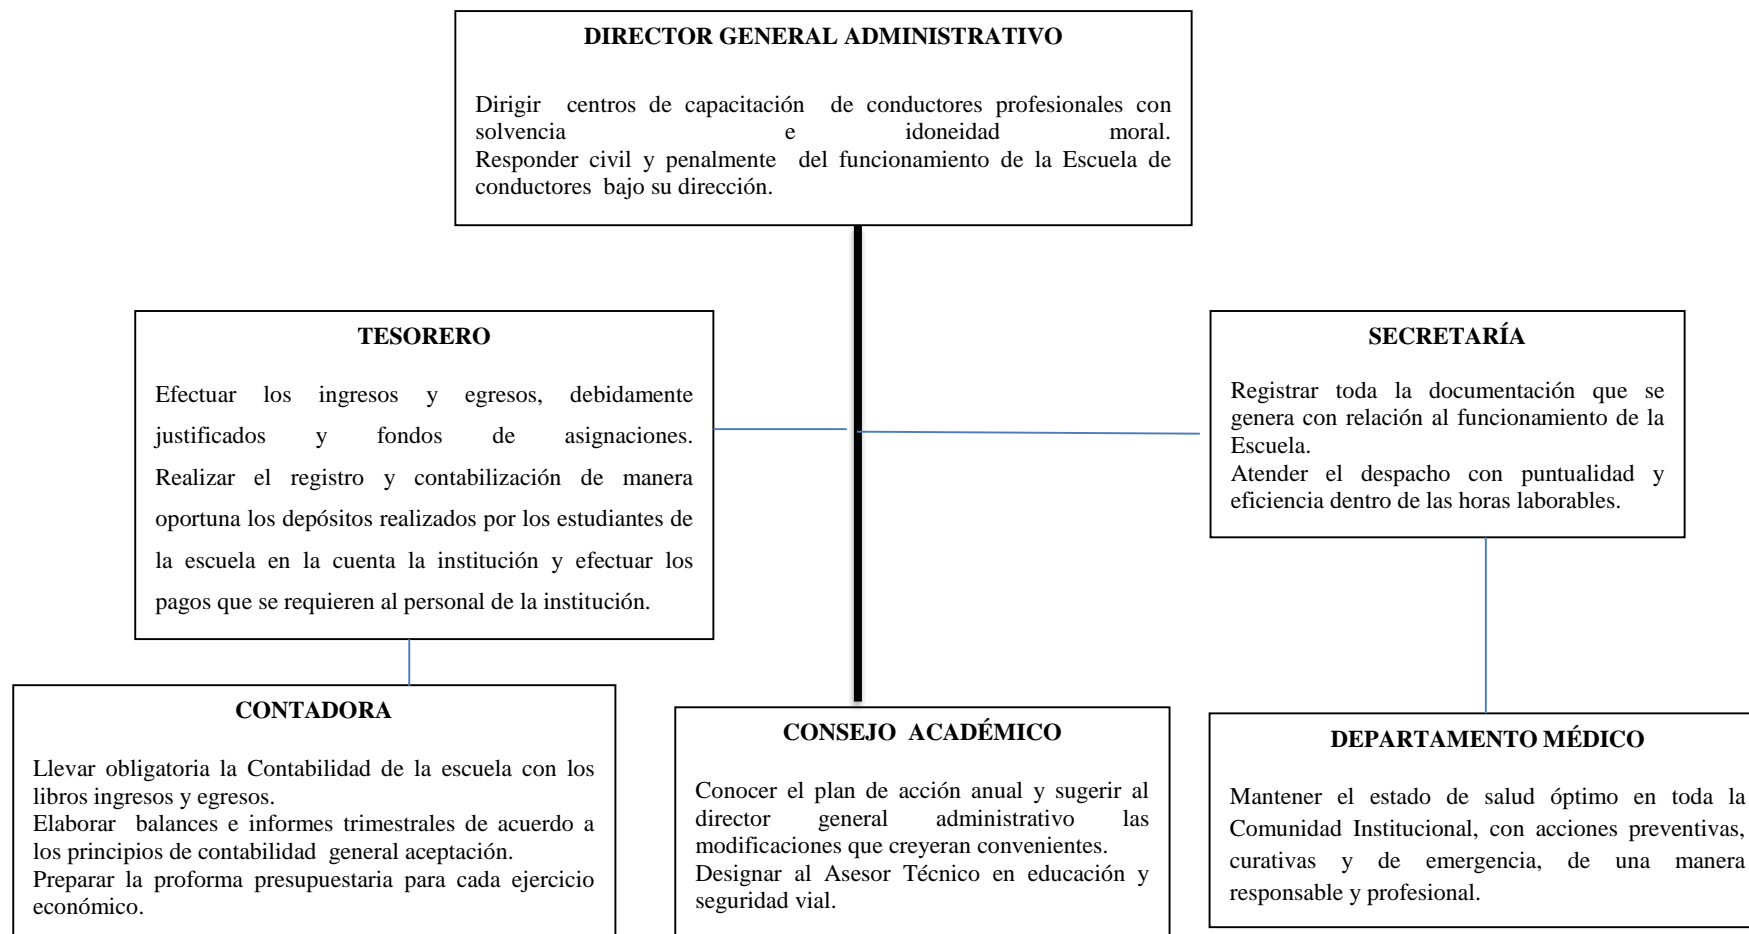 DIRECTOR GENERAL ADMINISTRATIVO
Dirigir centros de capacitación de conductores profesionales con
solvencia e idoneidad moral.
Responder civil y penalmente del funcionamiento de la Escuela de
conductores bajo su dirección.
TESORERO
Efectuar los ingresos y egresos, debidamente
justificados y fondos de asignaciones.
Realizar el registro y contabilización de manera
oportuna los depósitos realizados por los estudiantes de
la escuela en la cuenta la institución y efectuar los
pagos que se requieren al personal de la institución.
SECRETARÍA
Registrar toda la documentación que se
genera con relación al funcionamiento de la
Escuela.
Atender el despacho con puntualidad y
eficiencia dentro de las horas laborables.
CONTADORA
Llevar obligatoria la Contabilidad de la escuela con los
libros ingresos y egresos.
Elaborar balances e informes trimestrales de acuerdo a
los principios de contabilidad general aceptación.
Preparar la proforma presupuestaria para cada ejercicio
económico.
CONSEJO ACADÉMICO
Conocer el plan de acción anual y sugerir al
director general administrativo las
modificaciones que creyeran convenientes.
Designar al Asesor Técnico en educación y
seguridad vial.
DEPARTAMENTO MÉDICO
Mantener el estado de salud óptimo en toda la
Comunidad Institucional, con acciones preventivas,
curativas y de emergencia, de una manera
responsable y profesional.